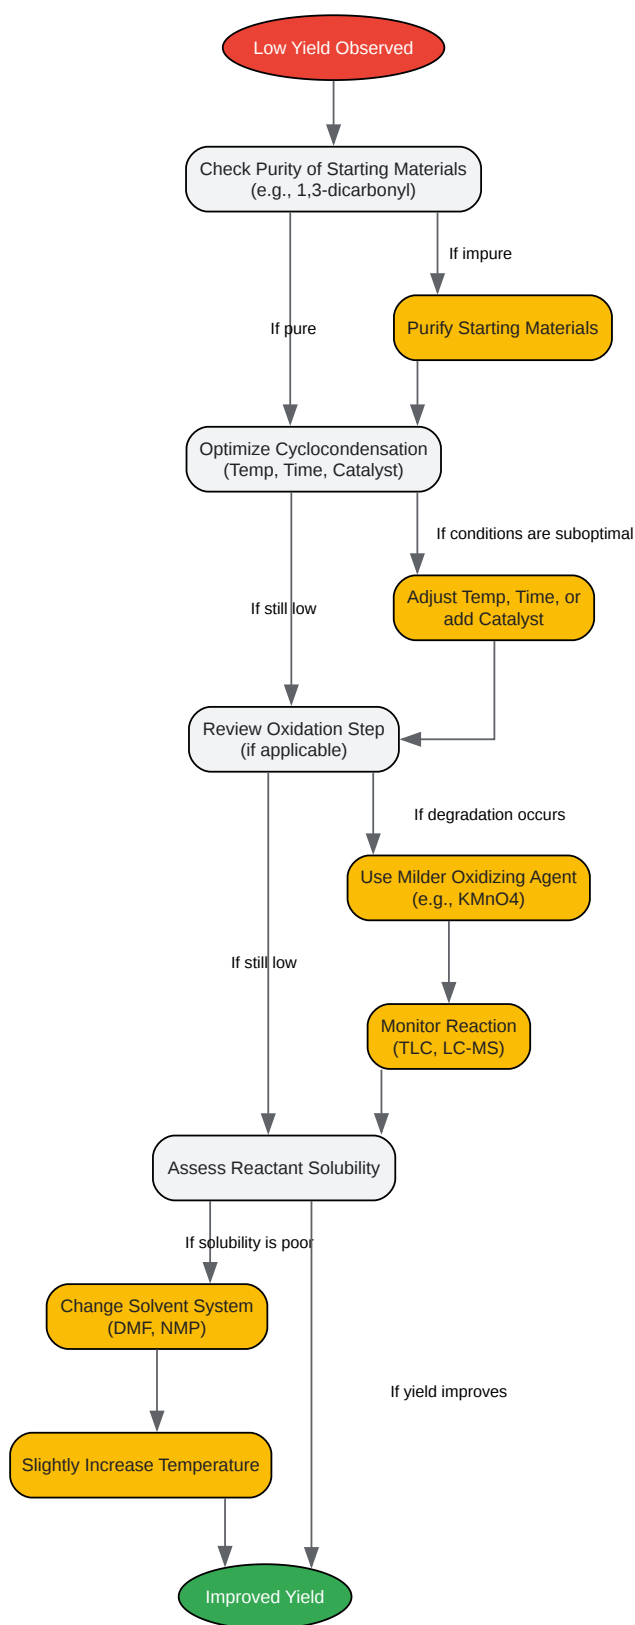 Low Yield Observed
Check Purity of Starting Materials
(e.g., 1,3-dicarbonyl)
If impure
If pure
Purify Starting Materials
Optimize Cyclocondensation
(Temp, Time, Catalyst)
If conditions are suboptimal
If still low
Adjust Temp, Time, or
add Catalyst
Review Oxidation Step
(if applicable)
If degradation occurs
Use Milder Oxidizing Agent
(e.g., KMnO4)
If still low
Monitor Reaction
(TLC, LC-MS)
Assess Reactant Solubility
If solubility is poor
Change Solvent System
(DMF, NMP)
If yield improves
Slightly Increase Temperature
Improved Yield